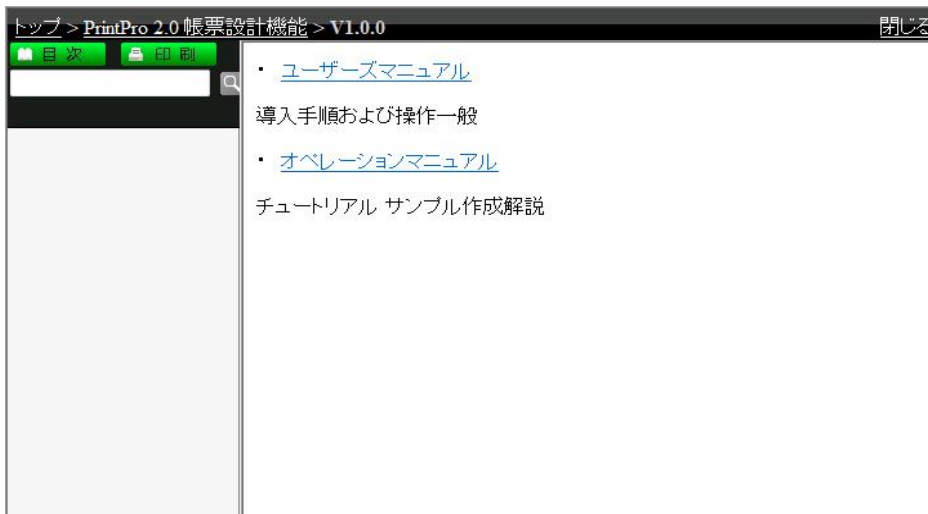 トップ > PrintPro 2.0 帳票設計機能 > V1.0.0 閉じる
目次 印刷
・ ユーザーズマニュアル
導入手順および操作一般
・ オペレーションマニュアル
チュートリアル サンプル作成解説